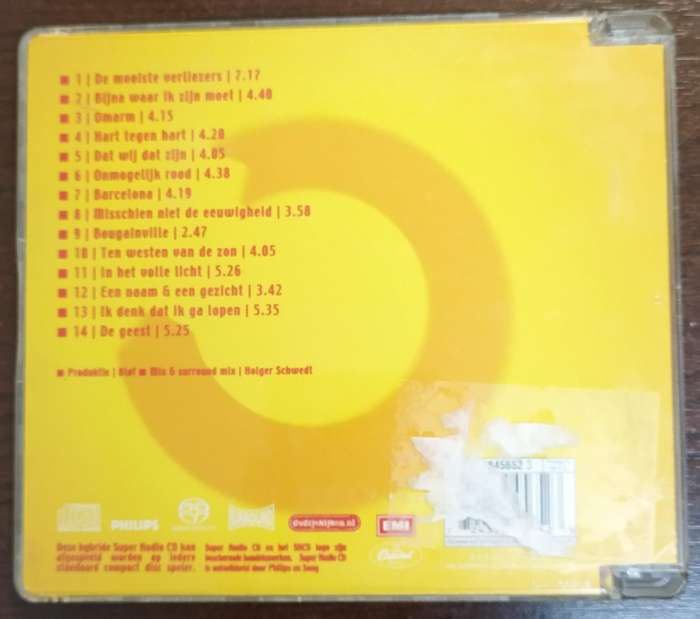 1 | De mooiste verliezers | 7.17
2 | Bijna waar ik zijn moet | 4.40
3 | Omarm | 4.15
4 | Hart tegen hart | 4.20
5 | Dat wij dat zijn | 4.05
6 | Onmogelijk rood | 4.38
7 | Barcelona | 4.19
8 | Misschien niet de eeuwigheid | 3.58
9 | Bougainville | 2.47
10 | Ten westen van de zon | 4.05
11 | In het volle licht | 5.26
12 | Een naam & een gezicht | 3.42
13 | Ik denk dat ik ga lopen | 5.35
14 | De geest | 5.25
Produktie | Bløf ■ Mix & surround mix | Holger Schwedt
45652 3
PHILIPS
EMI
Capitol
Deze hybride Super Audio CD kan
afgespeeld worden op iedere
standaard compact disc speler.
Super Audio CD en het SACD logo zijn
beschermde handelsmerken. Super Audio CD
is ontwikkeld door Philips en Sony